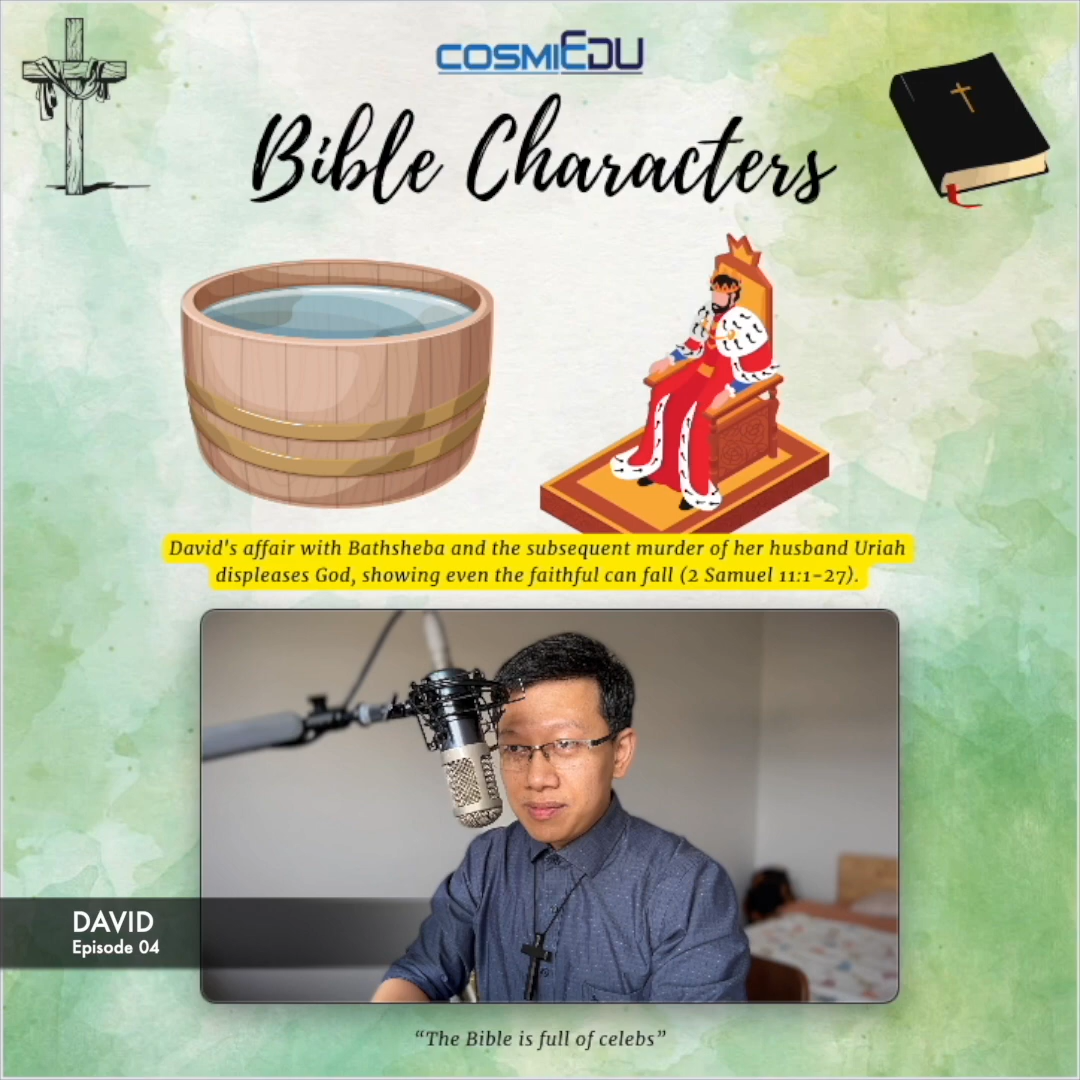 COSMIEDU
Bible Characters
David's affair with Bathsheba and the subsequent murder of her husband Uriah
displeases God, showing even the faithful can fall (2 Samuel 11:1-27).
DAVID
Episode 04
“The Bible is full of celebs”